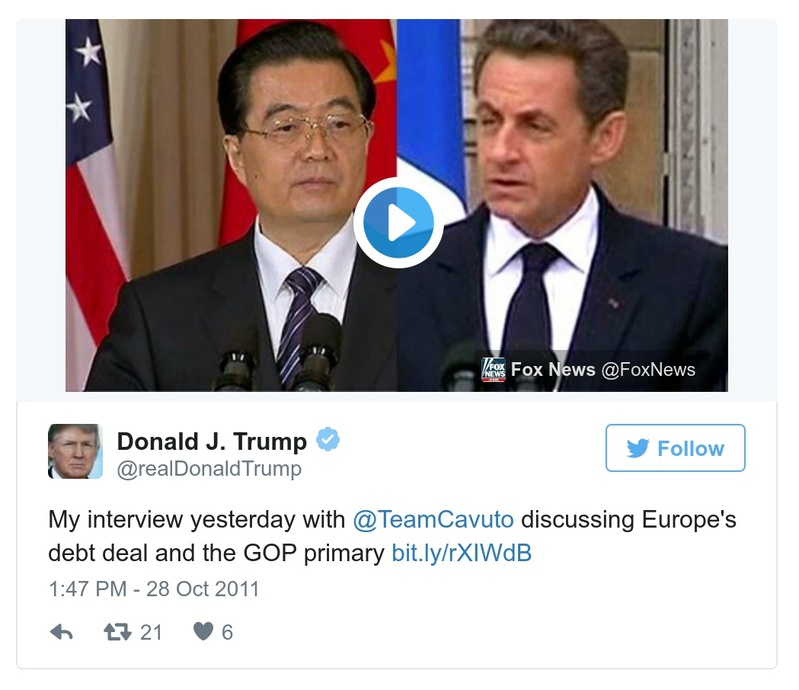 FOX
NEWS
Fox News @FoxNews
Donald J. Trump
@realDonaldTrump
Follow
My interview yesterday with @TeamCavuto discussing Europe's
debt deal and the GOP primary bit.ly/rXIWdB
1:47 PM - 28 Oct 2011
21 6